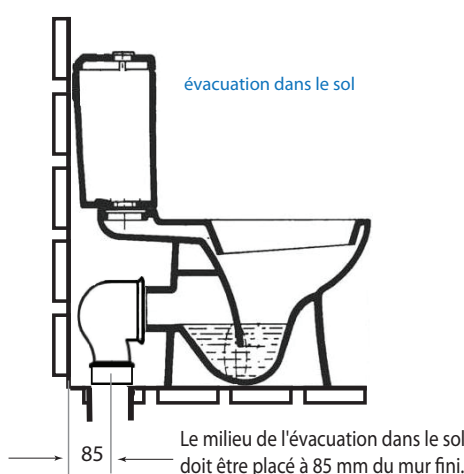 évacuation dans le sol
85
Le milieu de l'évacuation dans le sol
doit être placé à 85 mm du mur fini.